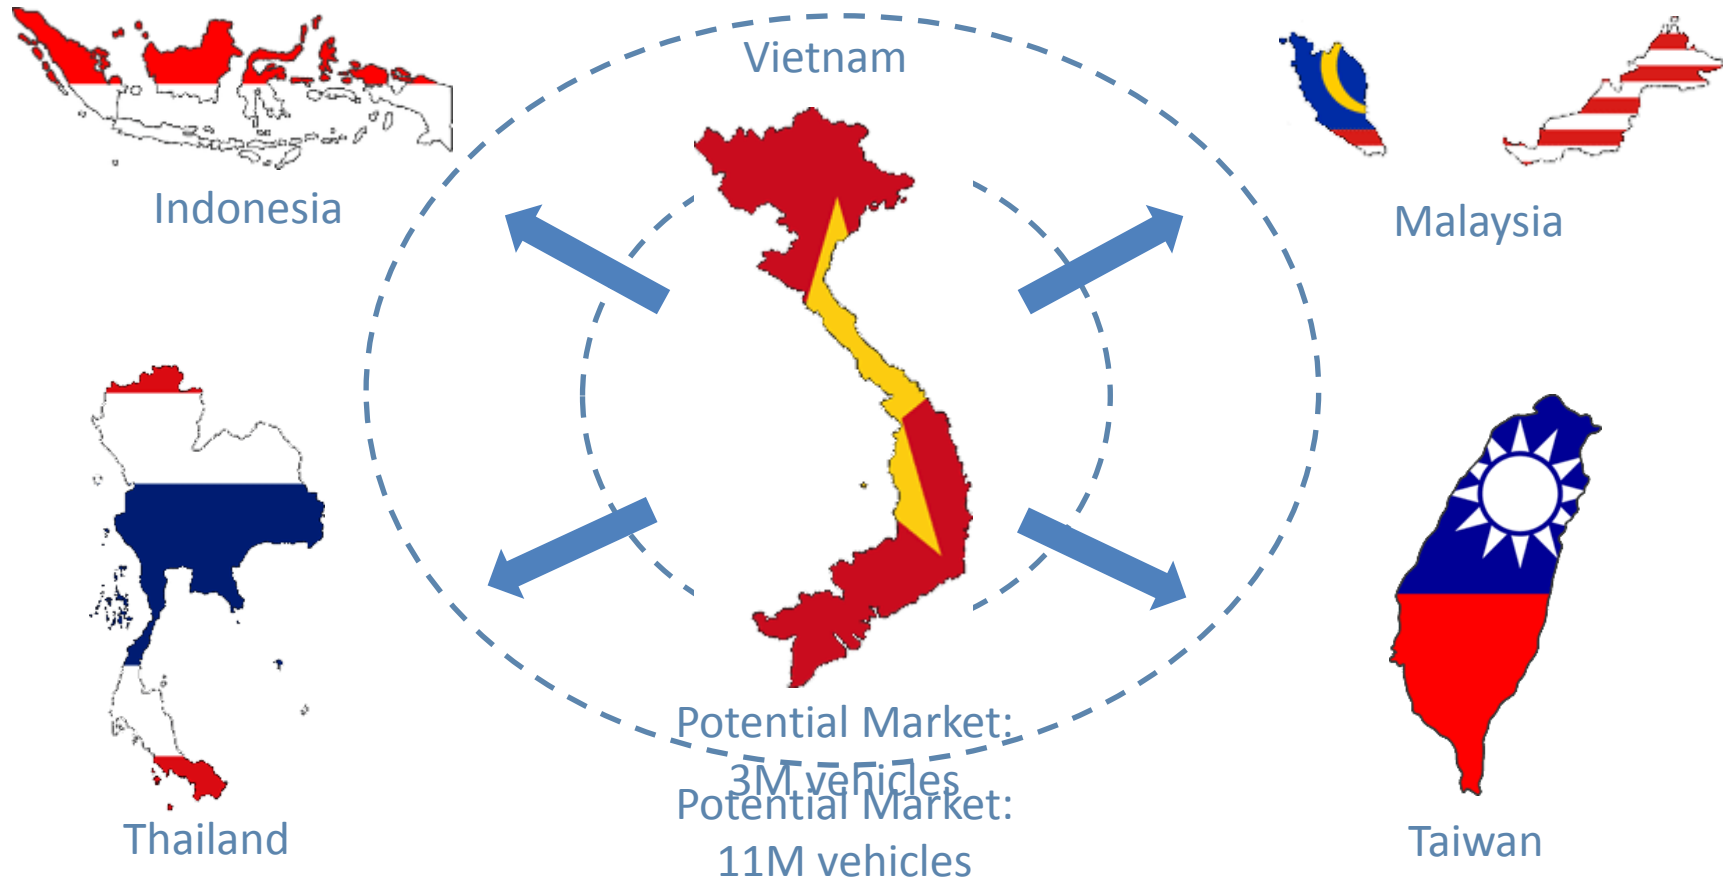 Vietnam
Indonesia
Malaysia
Potential Market:
3M vehicles
Potential Market:
11M vehicles
Thailand
Taiwan